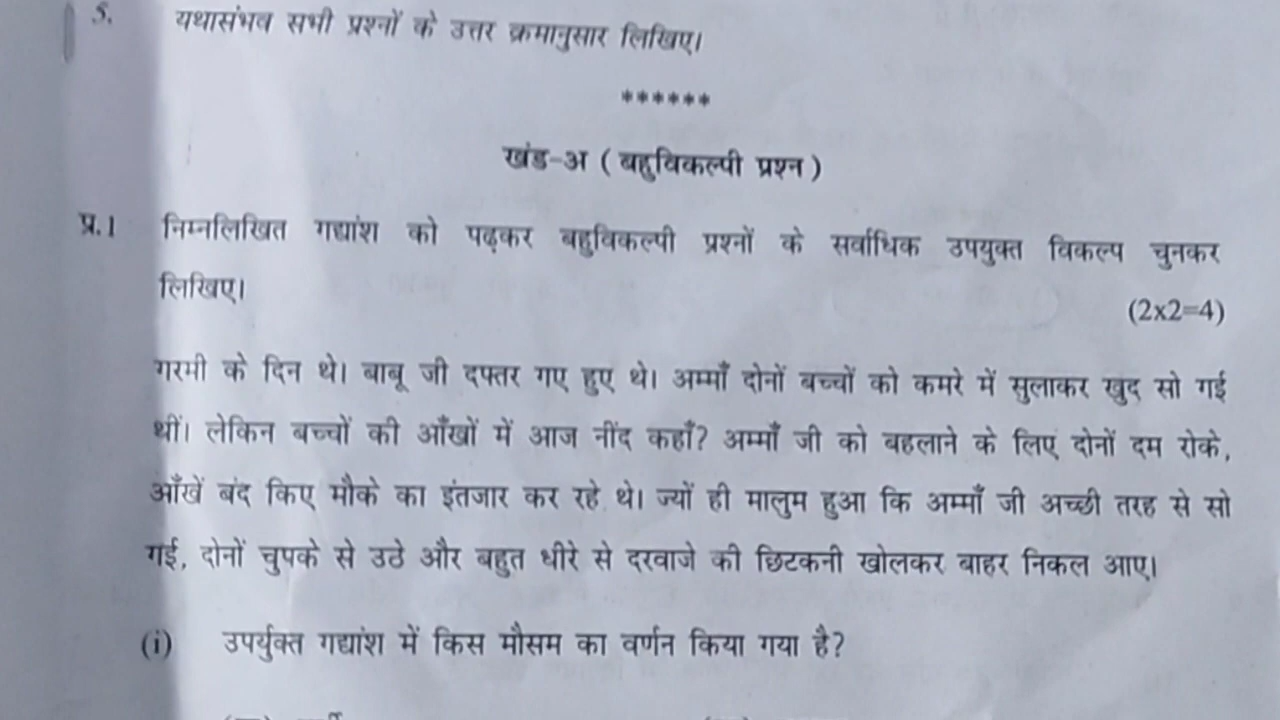 5. यथासंभव सभी प्रश्नों के उत्तर क्रमानुसार लिखिए।
******
खंड-अ ( बहुविकल्पी प्रश्न )
प्र.1 निम्नलिखित गद्यांश को पढ़कर बहुविकल्पी प्रश्नों के सर्वाधिक उपयुक्त विकल्प चुनकर
लिखिए। (2x2=4)
गरमी के दिन थे। बाबू जी दफ्तर गए हुए थे। अम्माँ दोनों बच्चों को कमरे में सुलाकर खुद सो गई
थीं। लेकिन बच्चों की आँखों में आज नींद कहाँ? अम्माँ जी को बहलाने के लिए दोनों दम रोके,
आँखें बंद किए मौके का इंतजार कर रहे थे। ज्यों ही मालुम हुआ कि अम्माँ जी अच्छी तरह से सो
गई, दोनों चुपके से उठे और बहुत धीरे से दरवाजे की छिटकनी खोलकर बाहर निकल आए।
(i) उपर्युक्त गद्यांश में किस मौसम का वर्णन किया गया है?